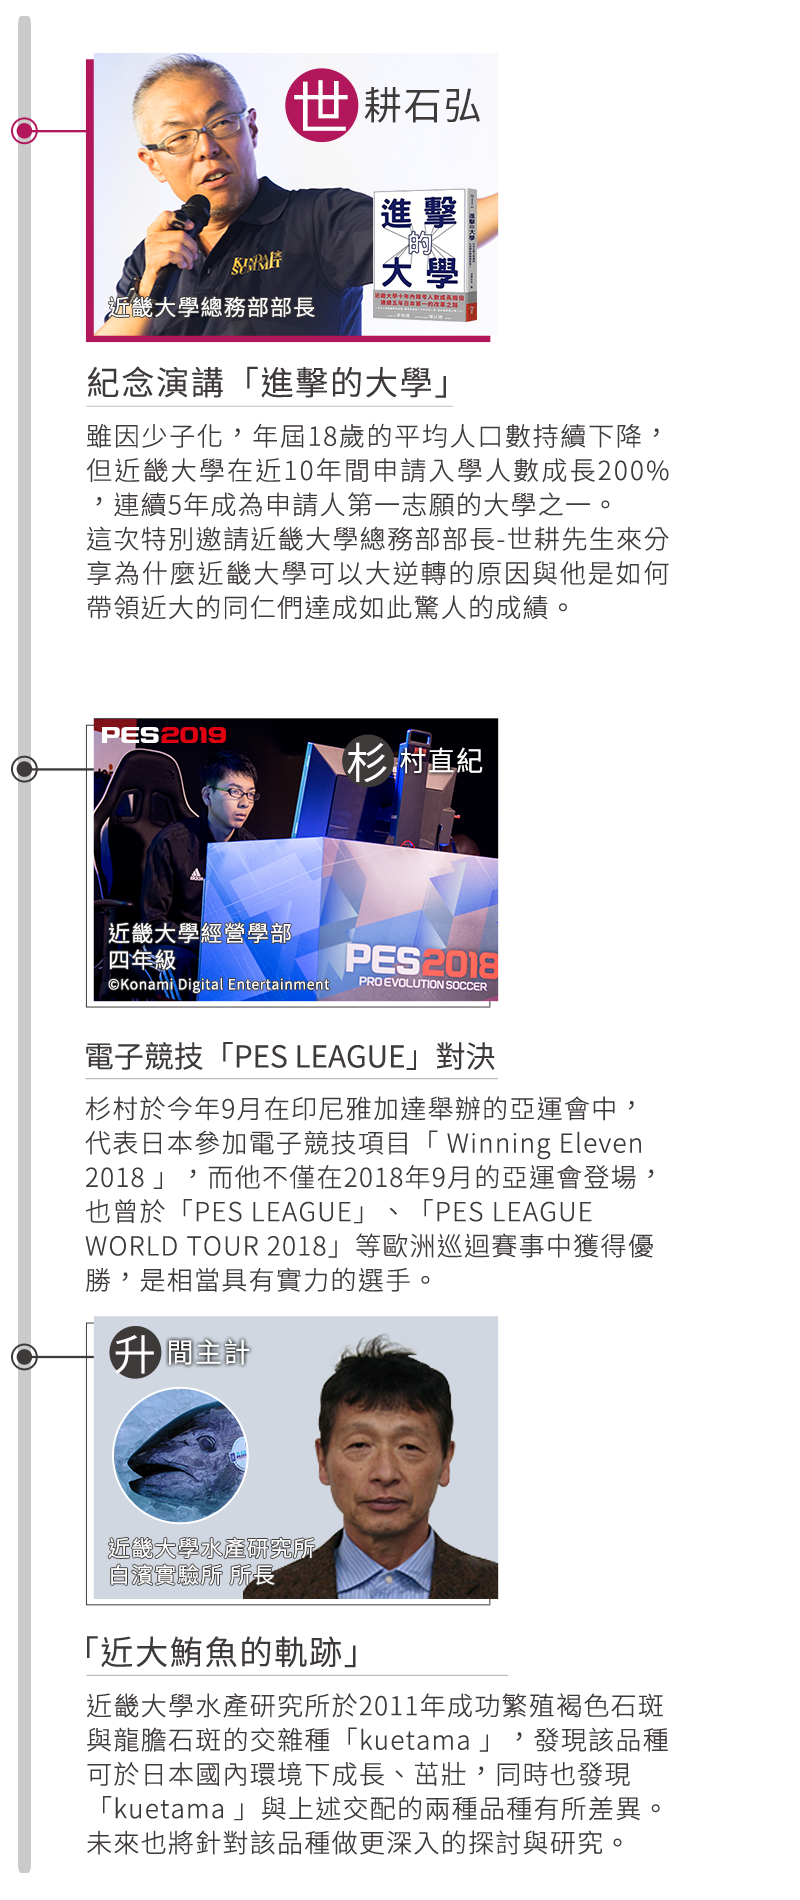 世耕石弘
KINDAI SUMMIT
進擊
的
大學
近畿大學總務部部長
紀念演講「進擊的大學」
雖因少子化，年屆18歲的平均人口數持續下降，
但近畿大學在近10年間申請入學人數成長200%
，連續5年成為申請人第一志願的大學之一。
這次特別邀請近畿大學總務部部長-世耕先生來分
享為什麼近畿大學可以大逆轉的原因與他是如何
帶領近大的同仁們達成如此驚人的成績。
PES2019
杉村直紀
adidas
近畿大學經營學部
四年級
©Konami Digital Entertainment
PES2018
PRO EVOLUTION SOCCER
電子競技「PES LEAGUE」對決
杉村於今年9月在印尼雅加達舉辦的亞運會中，
代表日本參加電子競技項目「 Winning Eleven
2018 」，而他不僅在2018年9月的亞運會登場，
也曾於「PES LEAGUE」、「PES LEAGUE
WORLD TOUR 2018」等歐洲巡迴賽事中獲得優
勝，是相當具有實力的選手。
升間主計
近畿大學水產研究所
白濱實驗所 所長
「近大鮪魚的軌跡」
近畿大學水產研究所於2011年成功繁殖褐色石斑
與龍膽石斑的交雜種「kuetama 」，發現該品種
可於日本國內環境下成長、茁壯，同時也發現
「kuetama 」與上述交配的兩種品種有所差異。
未來也將針對該品種做更深入的探討與研究。